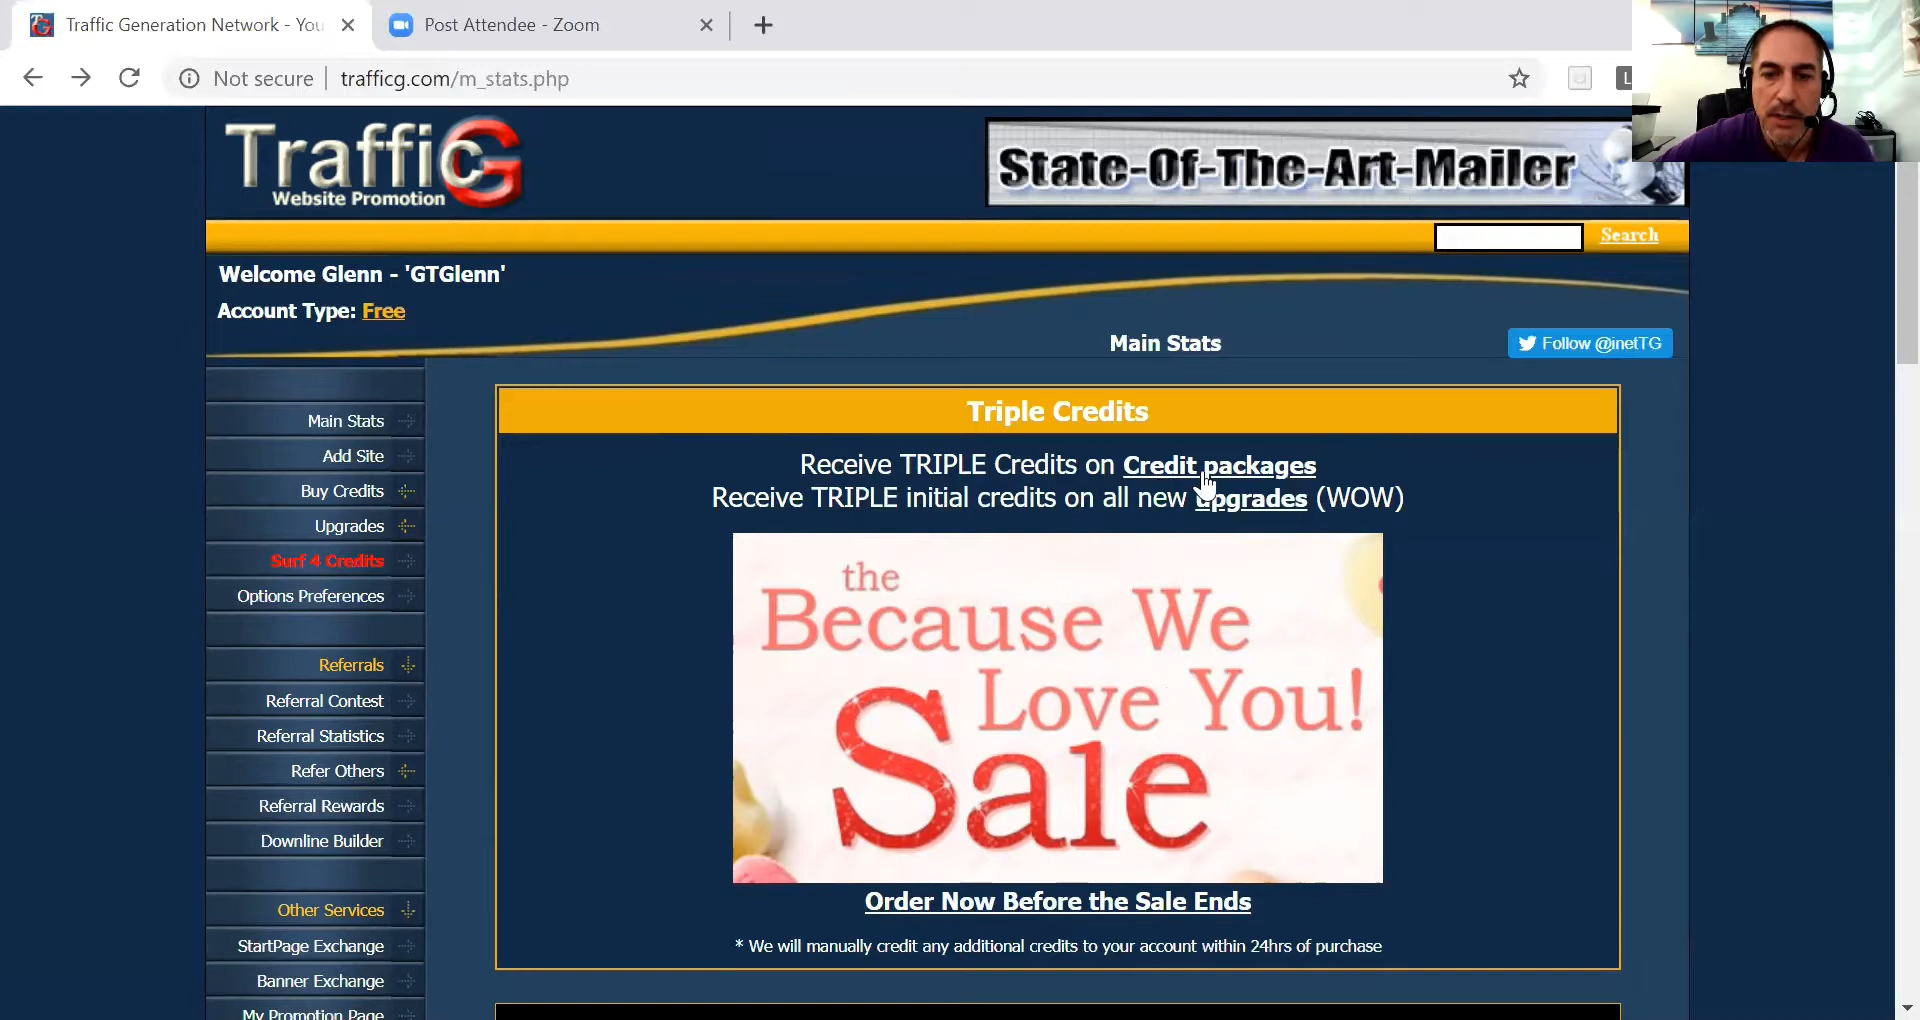 Traffic Generation Network - You
Post Attendee - Zoom
Not secure
trafficg.com/m_stats.php
L
TrafficG
Website Promotion
State-Of-The-Art-Mailer
Search
Welcome Glenn - 'GTGlenn'
Account Type: Free
Main Stats
Follow @inetTG
Main Stats
Add Site
Buy Credits
Upgrades
Surf 4 Credits
Options Preferences
Referrals
Referral Contest
Referral Statistics
Refer Others
Referral Rewards
Downline Builder
Other Services
StartPage Exchange
Banner Exchange
My Promotion Page
Triple Credits
Receive TRIPLE Credits on Credit packages
Receive TRIPLE initial credits on all new upgrades (WOW)
the
Because We
Love You!
Sale
Order Now Before the Sale Ends
* We will manually credit any additional credits to your account within 24hrs of purchase